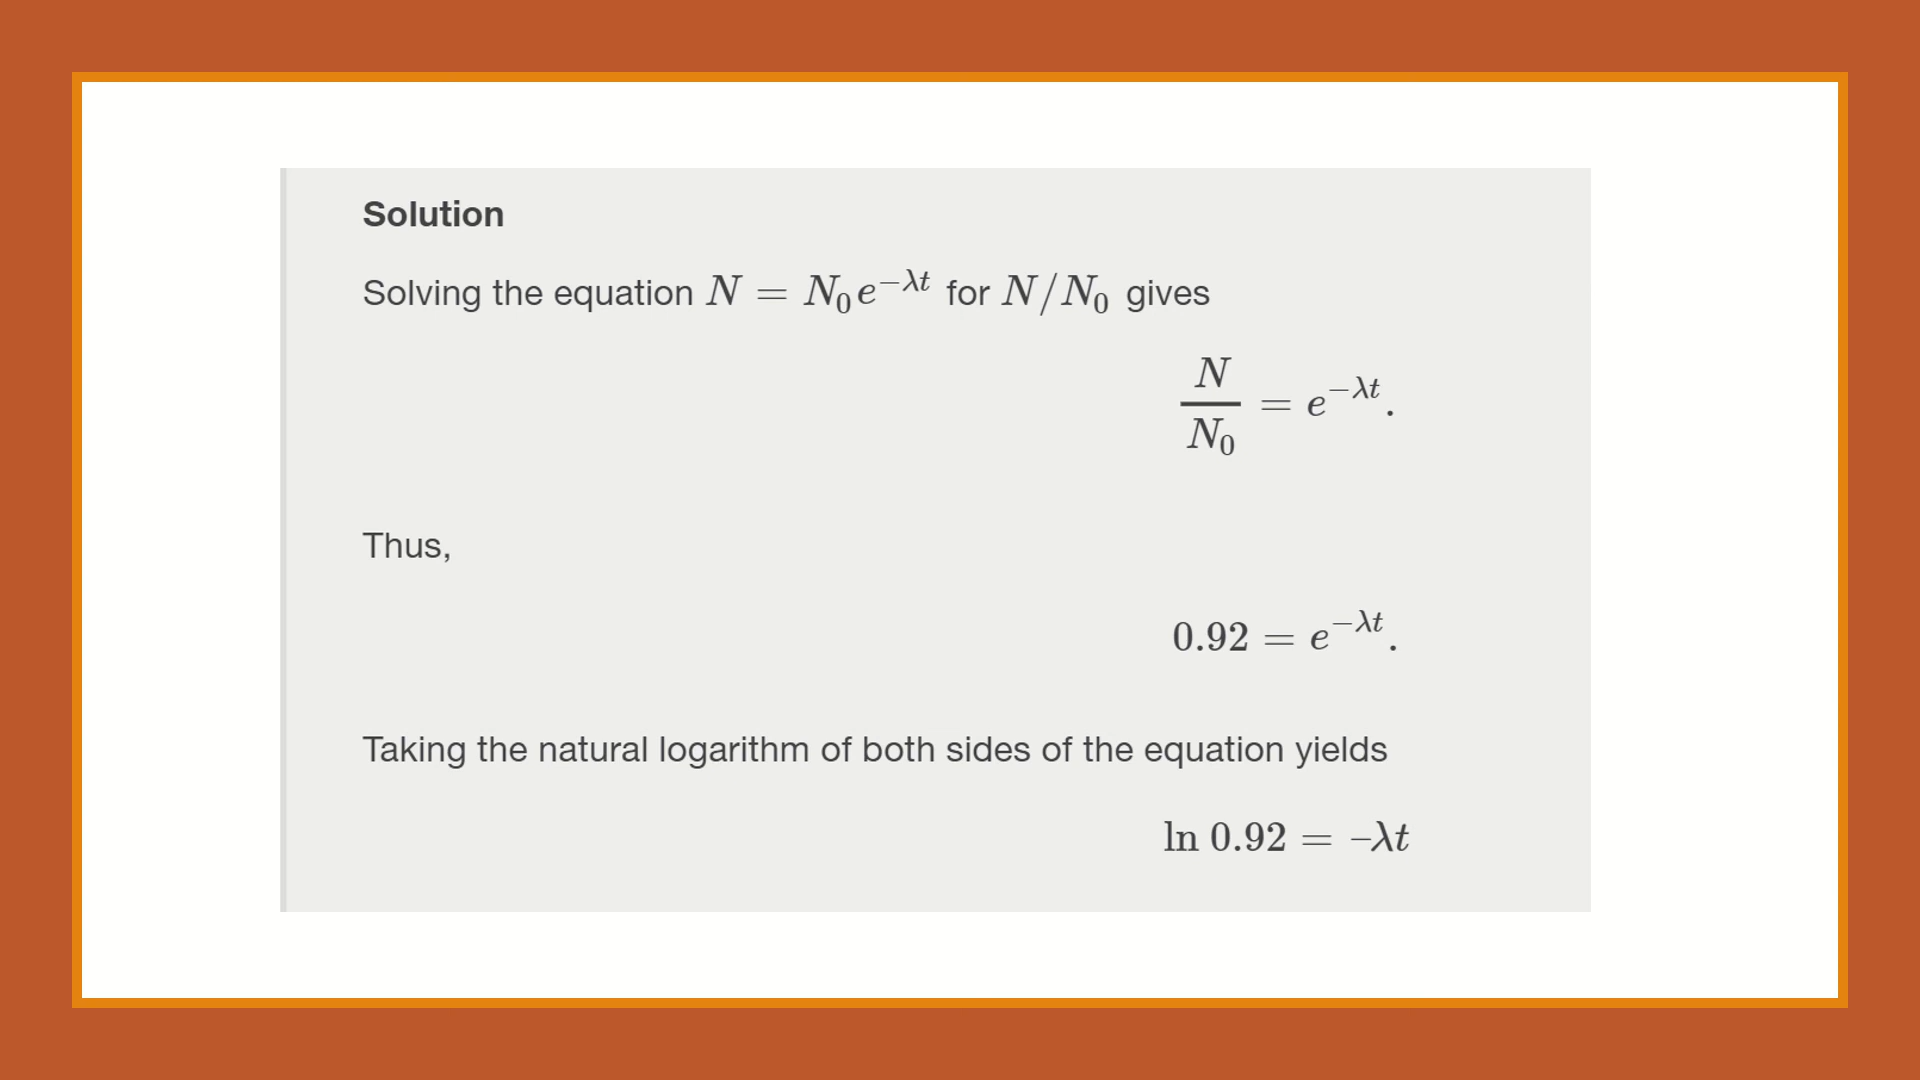 Solution
Solving the equation N = N₀e^{−λt} for N/N₀ gives
N/N₀ = e^{−λt}.
Thus,
0.92 = e^{−λt}.
Taking the natural logarithm of both sides of the equation yields
ln 0.92 = –λt